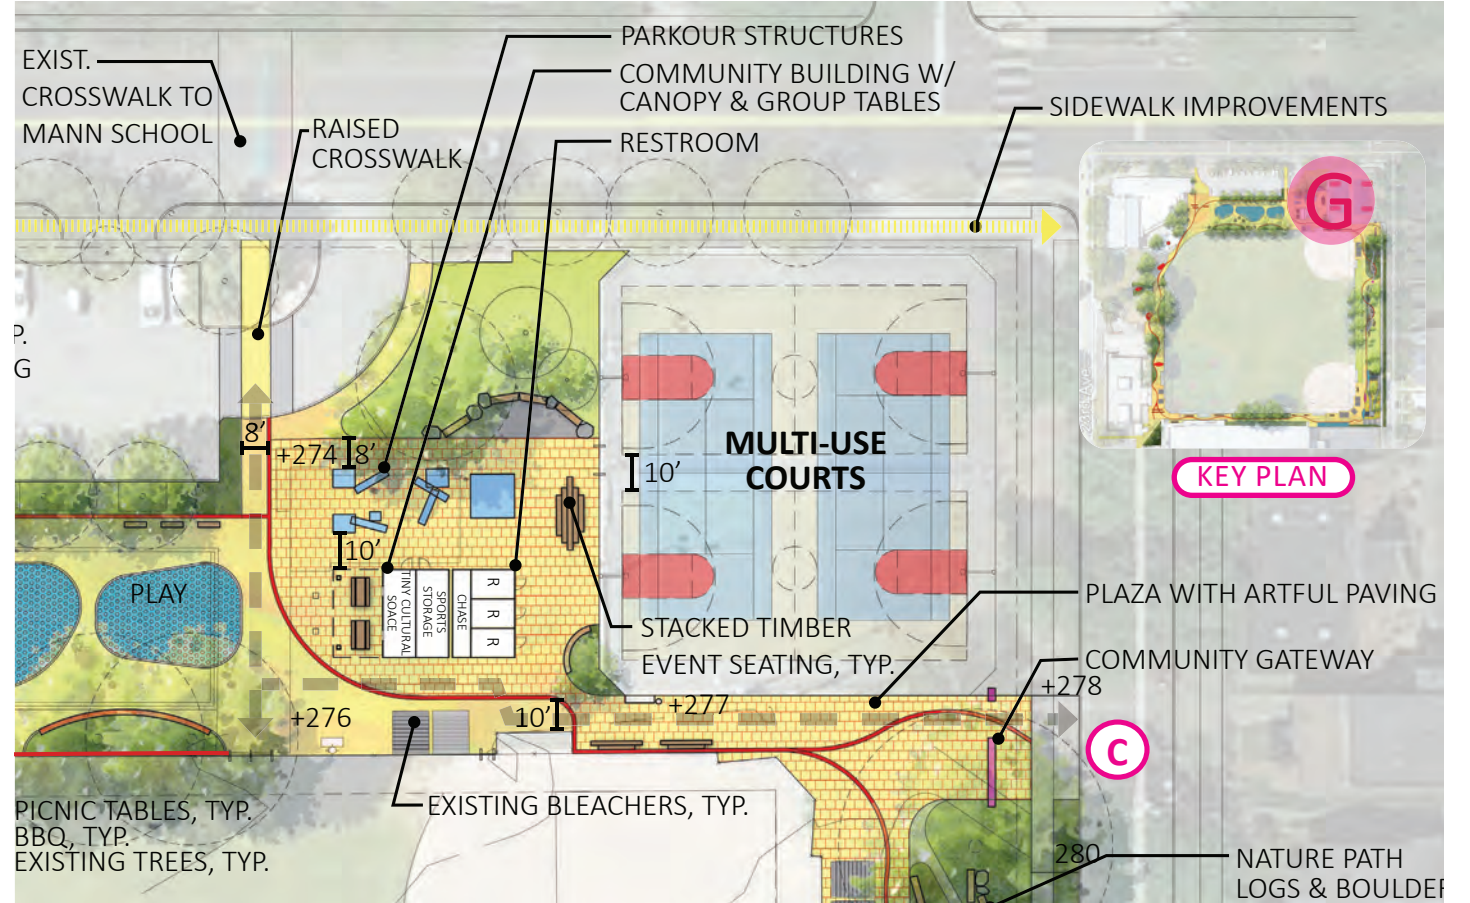 PARKOUR STRUCTURES
EXIST.
CROSSWALK TO
MANN SCHOOL
COMMUNITY BUILDING W/
CANOPY & GROUP TABLES
SIDEWALK IMPROVEMENTS
RAISED
CROSSWALK
RESTROOM
G
P.
G
8'
+274
8'
MULTI-USE
COURTS
10'
KEY PLAN
10'
PLAY
TINY CULTURAL
SOACE
SPORTS
STORAGE
CHASE
R
R
R
PLAZA WITH ARTFUL PAVING
STACKED TIMBER
EVENT SEATING, TYP.
COMMUNITY GATEWAY
+278
+276
10'
+277
C
PICNIC TABLES, TYP.
BBQ, TYP.
EXISTING TREES, TYP.
EXISTING BLEACHERS, TYP.
280
NATURE PATH
LOGS & BOULDER